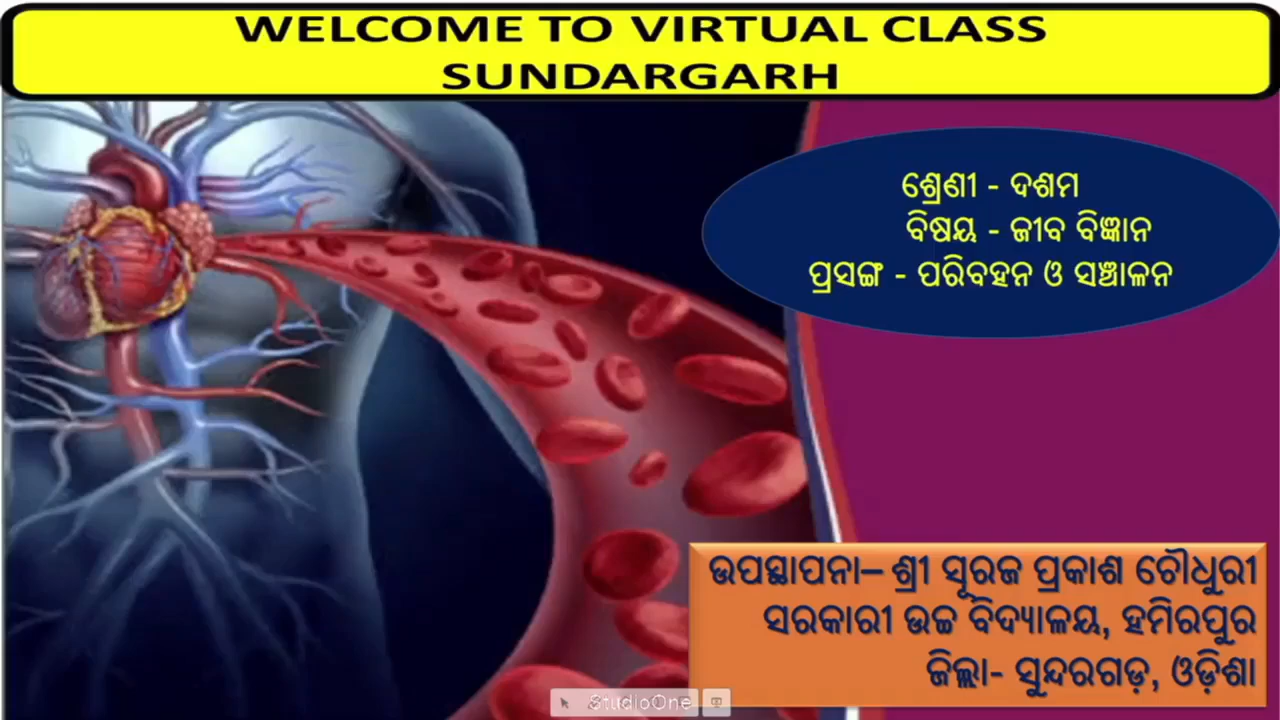 WELCOME TO VIRTUAL CLASS
SUNDARGARH
ଶ୍ରେଣୀ - ଦଶମ
ବିଷୟ - ଜୀବ ବିଜ୍ଞାନ
ପ୍ରସଙ୍ଗ - ପରିବହନ ଓ ସଞ୍ଚାଳନ
ଉପସ୍ଥାପନା– ଶ୍ରୀ ସୂରଜ ପ୍ରକାଶ ଚୌଧୁରୀ
ସରକାରୀ ଉଚ୍ଚ ବିଦ୍ୟାଳୟ, ହମିରପୁର
ଜିଲ୍ଲା- ସୁନ୍ଦରଗଡ଼, ଓଡ଼ିଶା
StudioOne